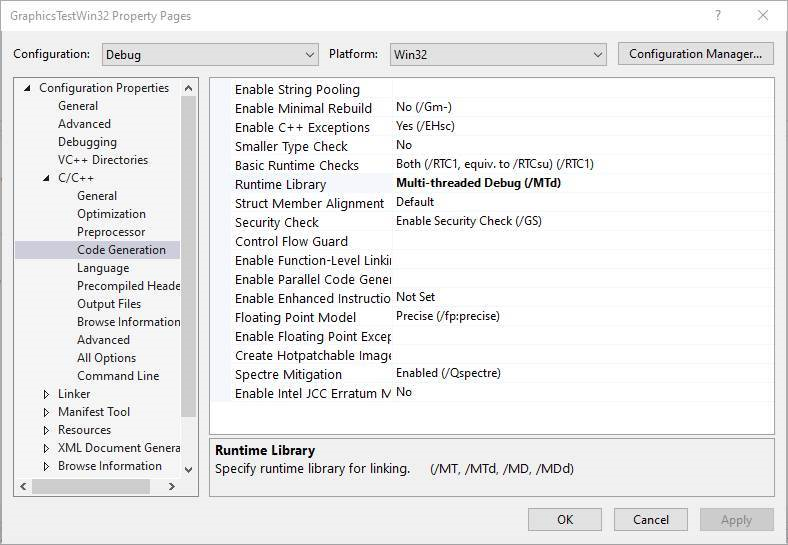 GraphicsTestWin32 Property Pages
Configuration: Debug Platform: Win32 Configuration Manager...
Configuration Properties
General
Advanced
Debugging
VC++ Directories
C/C++
General
Optimization
Preprocessor
Code Generation
Language
Precompiled Heade
Output Files
Browse Information
Advanced
All Options
Command Line
Linker
Manifest Tool
Resources
XML Document Genera
Browse Information
Enable String Pooling
Enable Minimal Rebuild No (/Gm-)
Enable C++ Exceptions Yes (/EHsc)
Smaller Type Check No
Basic Runtime Checks Both (/RTC1, equiv. to /RTCsu) (/RTC1)
Runtime Library Multi-threaded Debug (/MTd)
Struct Member Alignment Default
Security Check Enable Security Check (/GS)
Control Flow Guard
Enable Function-Level Linkin
Enable Parallel Code Gener
Enable Enhanced Instructio Not Set
Floating Point Model Precise (/fp:precise)
Enable Floating Point Excep
Create Hotpatchable Image
Spectre Mitigation Enabled (/Qspectre)
Enable Intel JCC Erratum M No
Runtime Library
Specify runtime library for linking. (/MT, /MTd, /MD, /MDd)
OK Cancel Apply